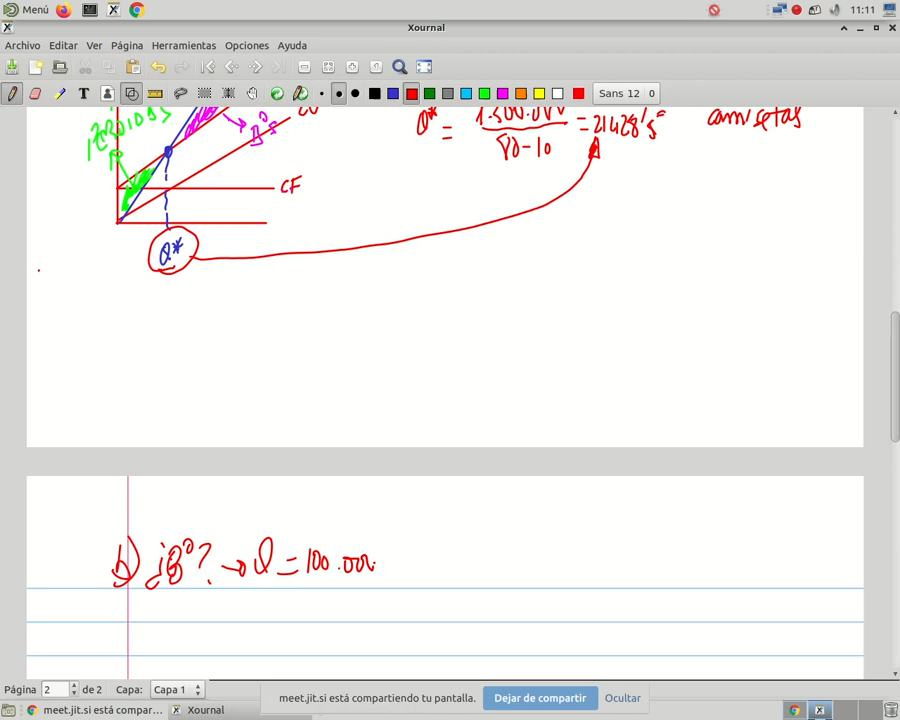 Menú 11:11
Xournal
Archivo Editar Ver Página Herramientas Opciones Ayuda
T Sans 12 0
CF
Q*
Q* = 1.500.000 / 80-10 = 21428's = camisetas
b) ¿Bº? → Q = 100.000
Página 2 de 2 Capa: Capa 1
meet.jit.si está compartiendo tu pantalla. Dejar de compartir Ocultar
meet.jit.si está compar... Xournal